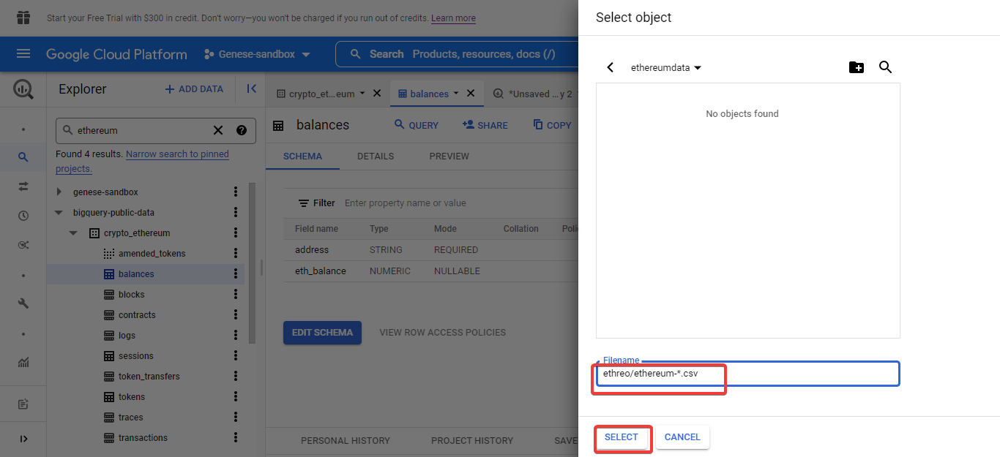 Start your Free Trial with $300 in credit. Don't worry—you won't be charged if you run out of credits. Learn more
Google Cloud Platform
Genese-sandbox
Search Products, resources, docs (/)
Explorer
+ ADD DATA
crypto_et...eum
balances
*Unsaved ...y 2
ethereum
Found 4 results. Narrow search to pinned
projects.
genese-sandbox
bigquery-public-data
crypto_ethereum
amended_tokens
balances
blocks
contracts
logs
sessions
token_transfers
tokens
traces
transactions
balances
QUERY
SHARE
COPY
SCHEMA
DETAILS
PREVIEW
Filter Enter property name or value
Field name Type Mode Collation Poli
address STRING REQUIRED
eth_balance NUMERIC NULLABLE
EDIT SCHEMA
VIEW ROW ACCESS POLICIES
PERSONAL HISTORY
PROJECT HISTORY
SAVE
Select object
ethereumdata
No objects found
Filename
ethreo/ethereum-*.csv
SELECT
CANCEL